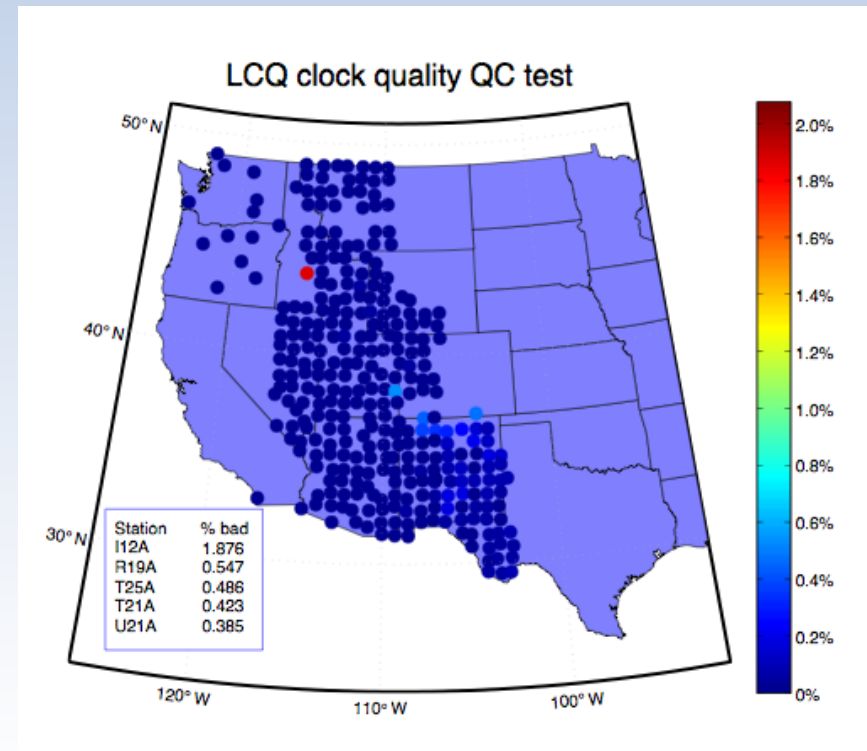 LCQ clock quality QC test
50° N
40° N
30° N
120° W
110° W
100° W
Station % bad
I12A 1.876
R19A 0.547
T25A 0.486
T21A 0.423
U21A 0.385
2.0%
1.8%
1.6%
1.4%
1.2%
1.0%
0.8%
0.6%
0.4%
0.2%
0%